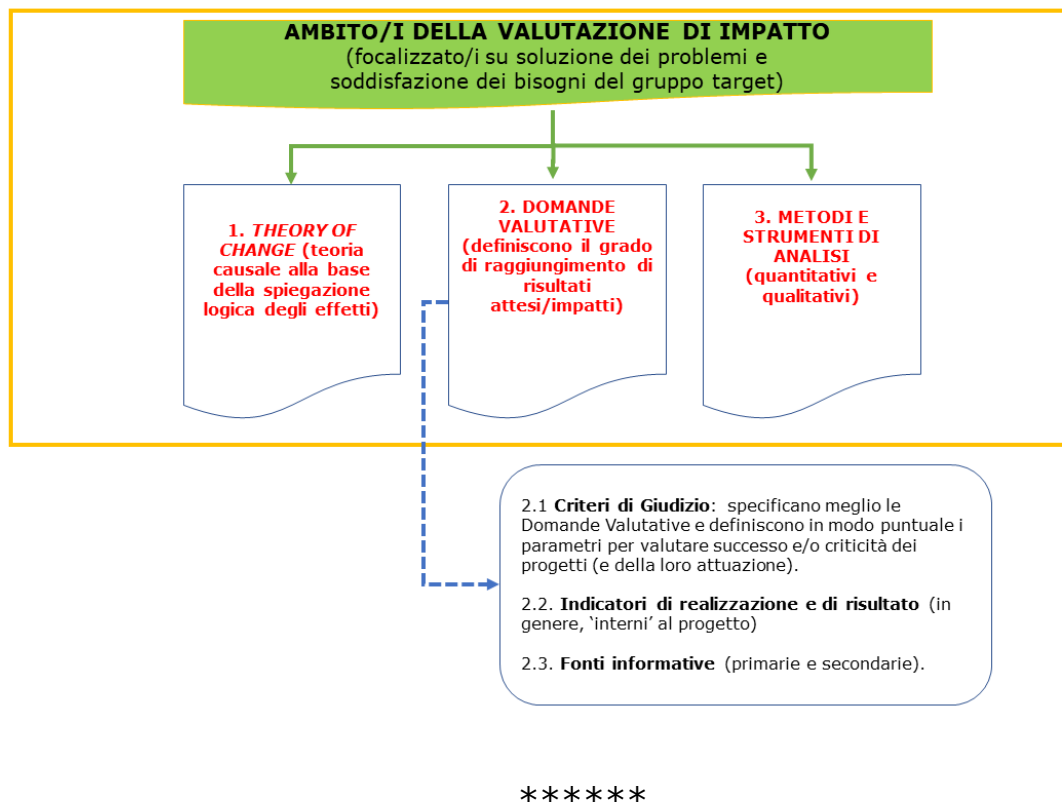 AMBITO/I DELLA VALUTAZIONE DI IMPATTO
(focalizzato/i su soluzione dei problemi e
soddisfazione dei bisogni del gruppo target)
1. THEORY OF
CHANGE (teoria
causale alla base
della spiegazione
logica degli effetti)
2. DOMANDE
VALUTATIVE
(definiscono il grado
di raggiungimento di
risultati
attesi/impatti)
3. METODI E
STRUMENTI DI
ANALISI
(quantitativi e
qualitativi)
2.1 Criteri di Giudizio: specificano meglio le
Domande Valutative e definiscono in modo puntuale i
parametri per valutare successo e/o criticità dei
progetti (e della loro attuazione).
2.2. Indicatori di realizzazione e di risultato (in
genere, ‘interni’ al progetto)
2.3. Fonti informative (primarie e secondarie).
******